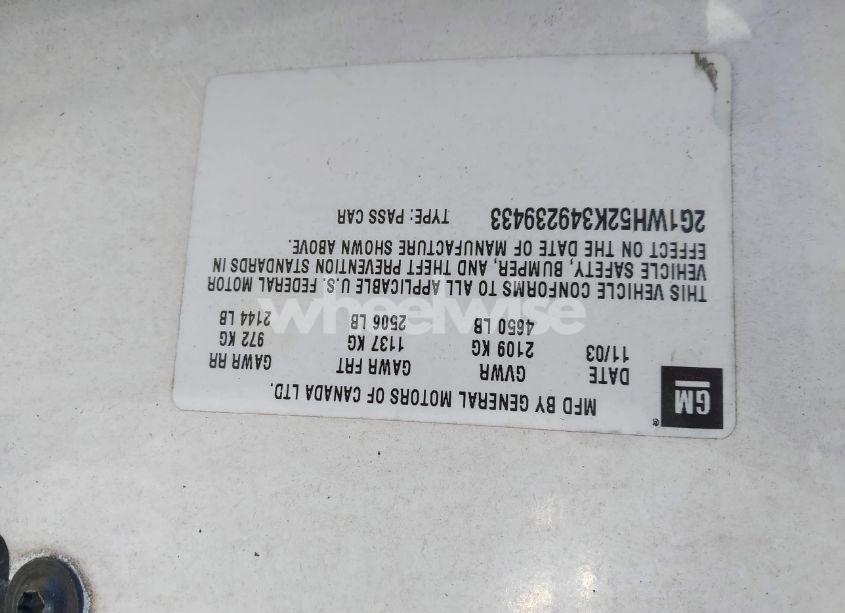 GM
MFD BY GENERAL MOTORS OF CANADA LTD.
DATE GVWR GAWR FRT GAWR RR
11/03 2109 KG 1137 KG 972 KG
4650 LB 2506 LB 2144 LB
THIS VEHICLE CONFORMS TO ALL APPLICABLE U.S. FEDERAL MOTOR
VEHICLE SAFETY, BUMPER, AND THEFT PREVENTION STANDARDS IN
EFFECT ON THE DATE OF MANUFACTURE SHOWN ABOVE.
2G1WH52K349239433 TYPE: PASS CAR
wheelwise